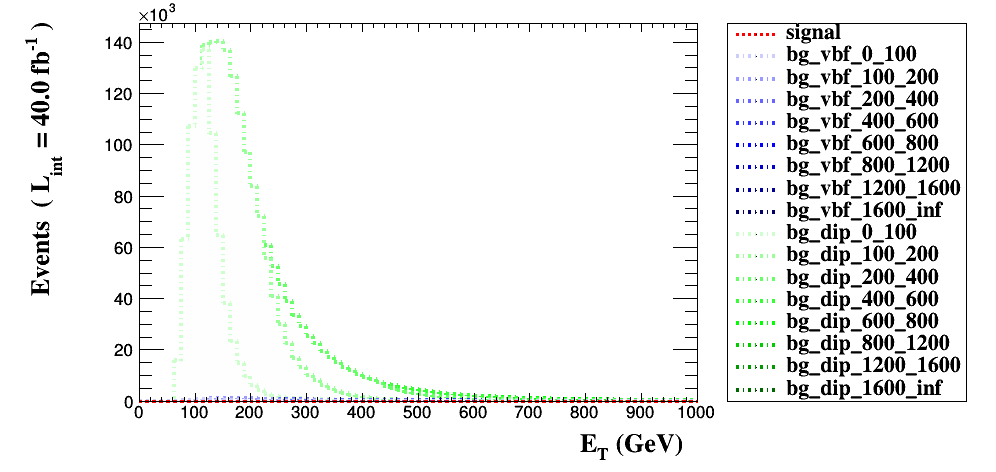 ×10³
Events ( L_int = 40.0 fb⁻¹ )
140
120
100
80
60
40
20
0
0 100 200 300 400 500 600 700 800 900 1000
E_T (GeV)
signal
bg_vbf_0_100
bg_vbf_100_200
bg_vbf_200_400
bg_vbf_400_600
bg_vbf_600_800
bg_vbf_800_1200
bg_vbf_1200_1600
bg_vbf_1600_inf
bg_dip_0_100
bg_dip_100_200
bg_dip_200_400
bg_dip_400_600
bg_dip_600_800
bg_dip_800_1200
bg_dip_1200_1600
bg_dip_1600_inf